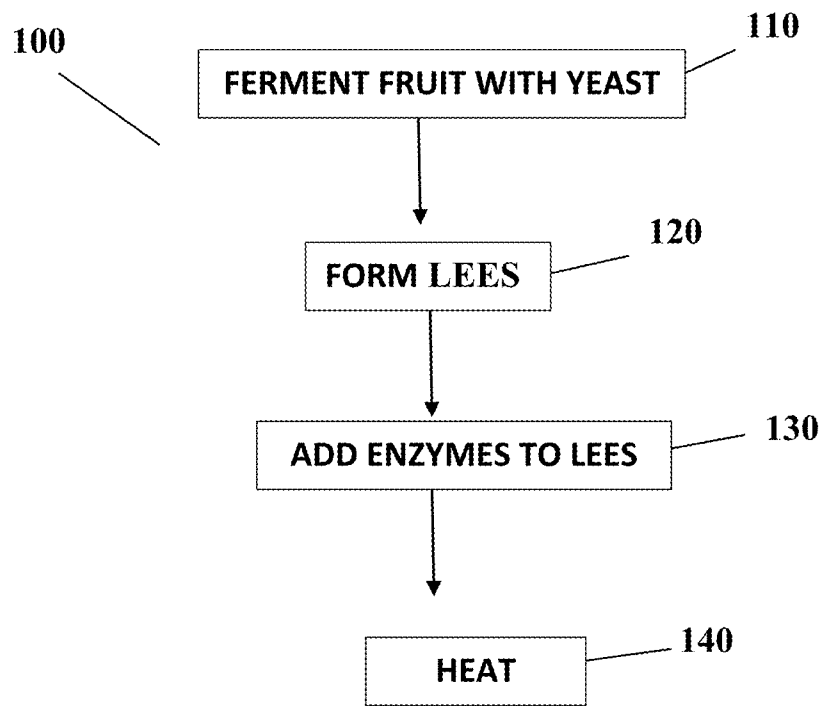 100
110
FERMENT FRUIT WITH YEAST
120
FORM LEES
130
ADD ENZYMES TO LEES
140
HEAT